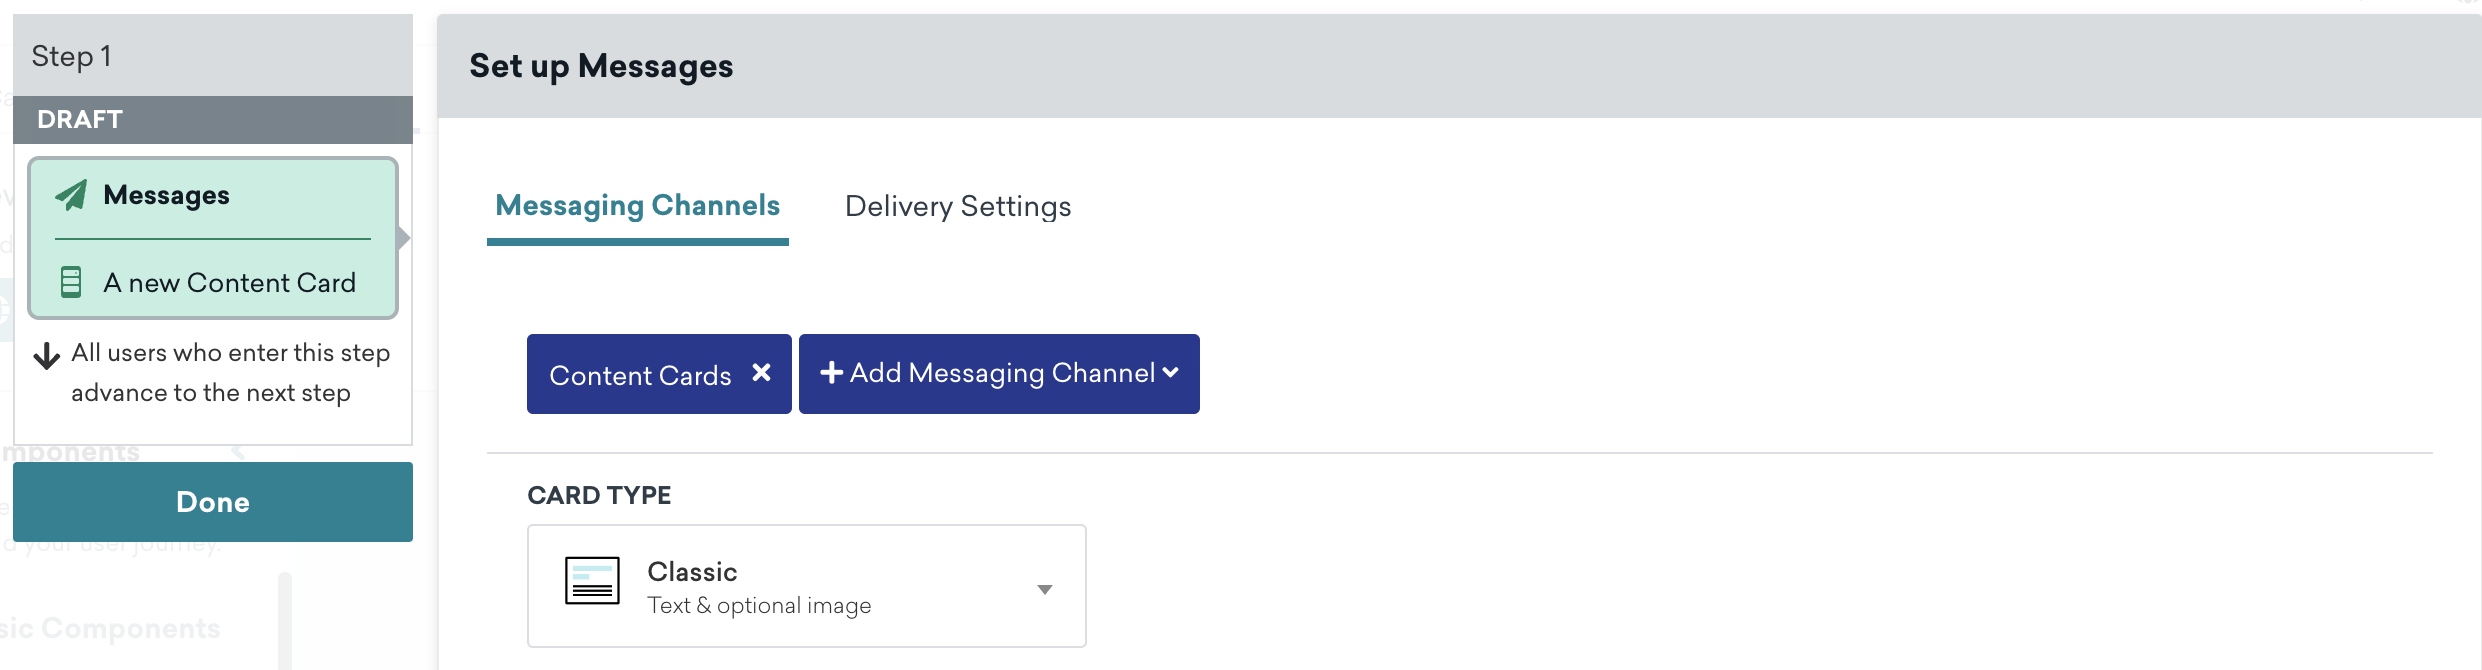 Step 1
DRAFT
Messages
A new Content Card
All users who enter this step
advance to the next step
Done
mponents
d your user journey.
sic Components
Set up Messages
Messaging Channels
Delivery Settings
Content Cards
Add Messaging Channel
CARD TYPE
Classic
Text & optional image